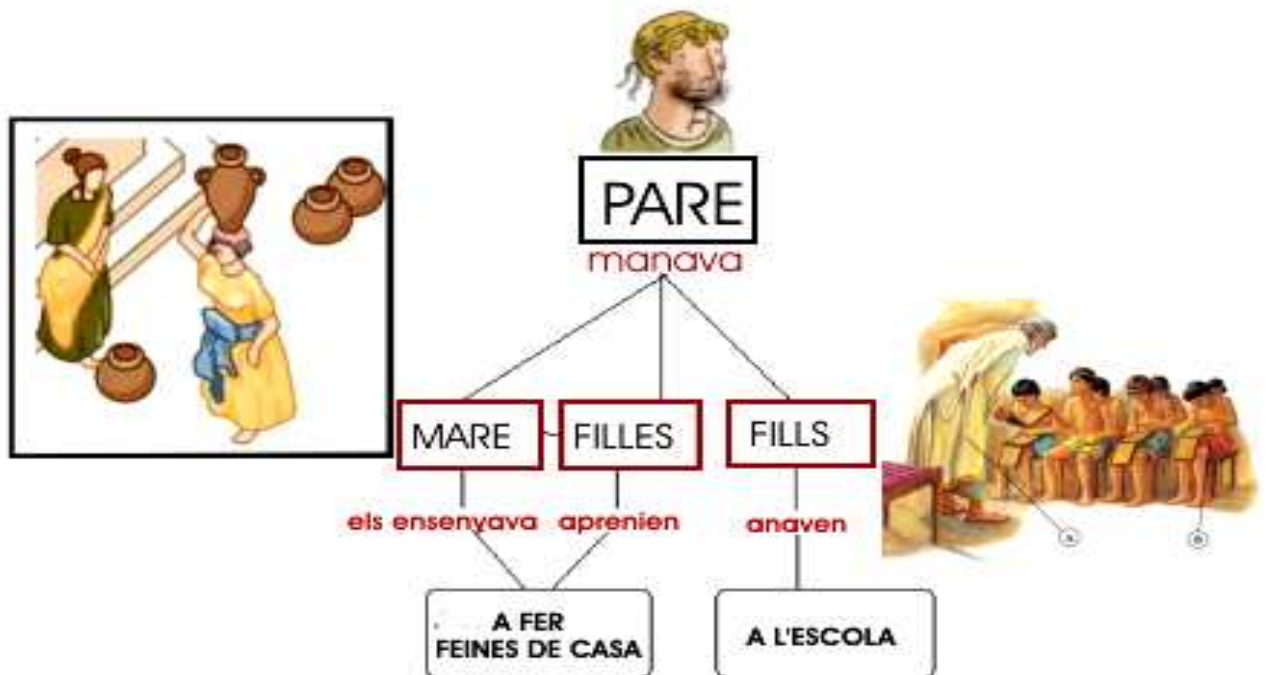 PARE
manava
MARE
FILLES
FILLS
els ensenyava
aprenien
anaven
A FER
FEINES DE CASA
A L'ESCOLA